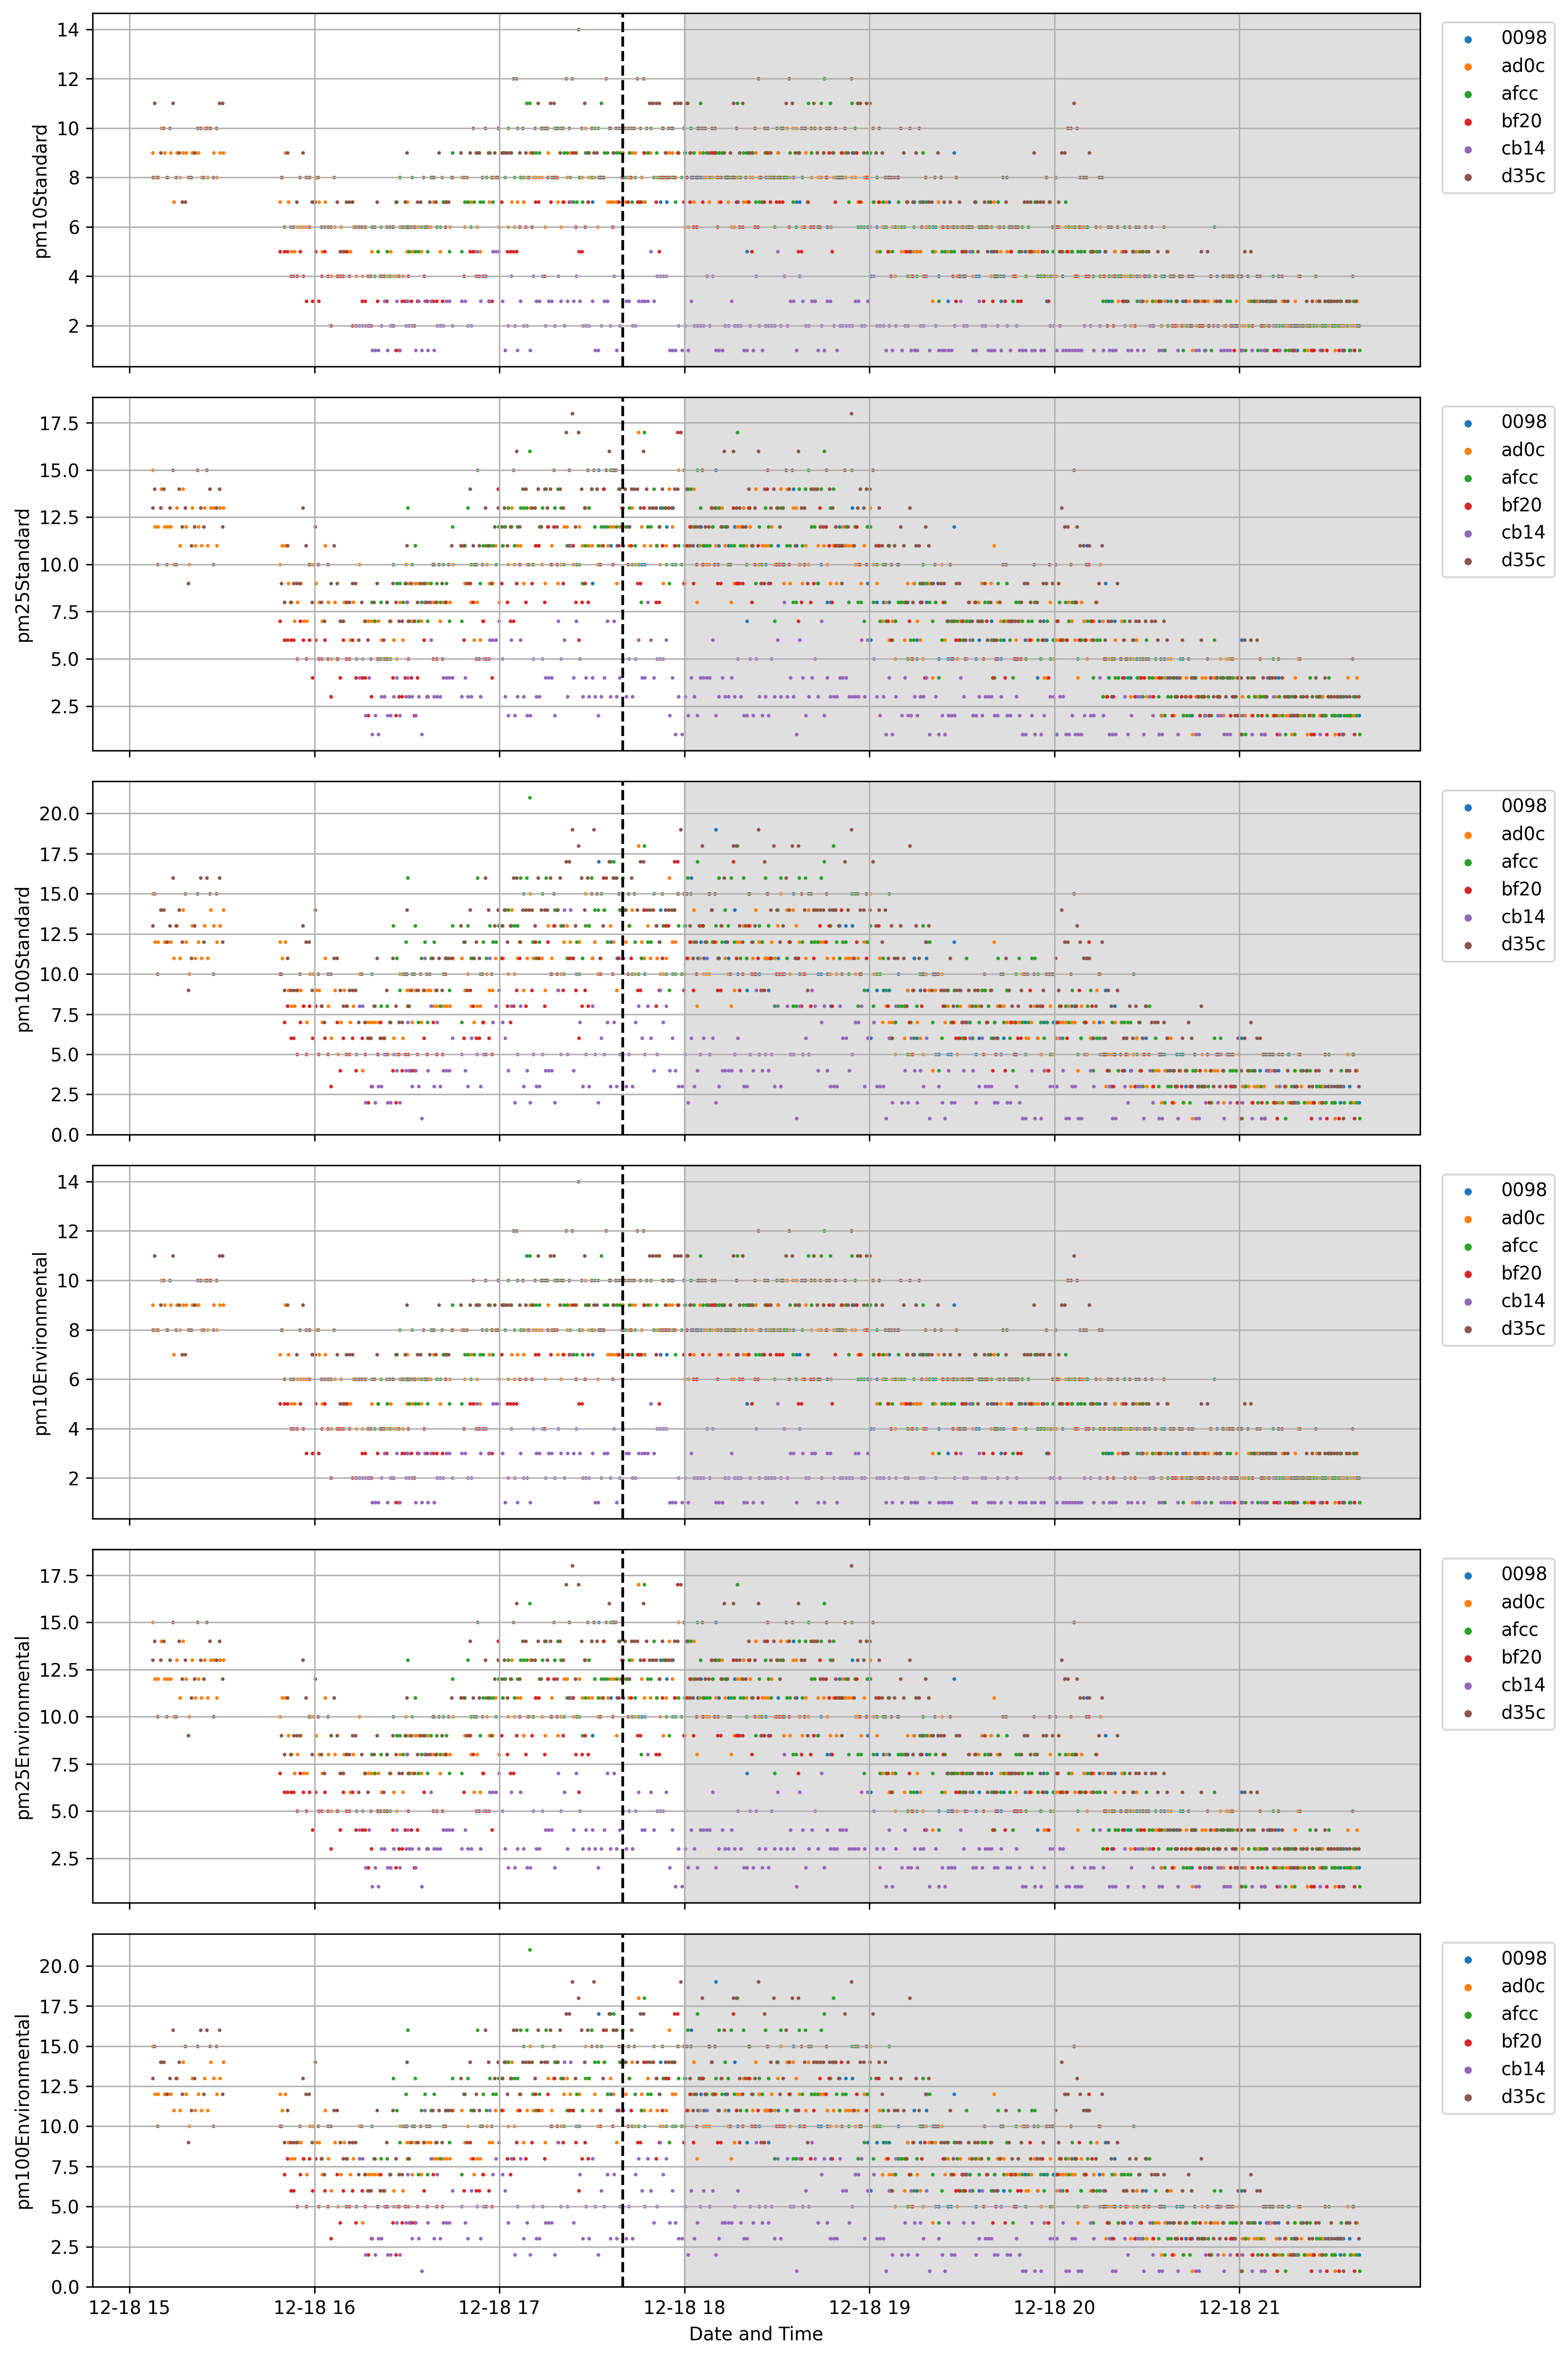 pm10Standard
14
12
10
8
6
4
2
0098
ad0c
afcc
bf20
cb14
d35c
pm25Standard
17.5
15.0
12.5
10.0
7.5
5.0
2.5
0098
ad0c
afcc
bf20
cb14
d35c
pm100Standard
20.0
17.5
15.0
12.5
10.0
7.5
5.0
2.5
0.0
0098
ad0c
afcc
bf20
cb14
d35c
pm10Environmental
14
12
10
8
6
4
2
0098
ad0c
afcc
bf20
cb14
d35c
pm25Environmental
17.5
15.0
12.5
10.0
7.5
5.0
2.5
0098
ad0c
afcc
bf20
cb14
d35c
pm100Environmental
20.0
17.5
15.0
12.5
10.0
7.5
5.0
2.5
0.0
0098
ad0c
afcc
bf20
cb14
d35c
12-18 15 12-18 16 12-18 17 12-18 18 12-18 19 12-18 20 12-18 21
Date and Time